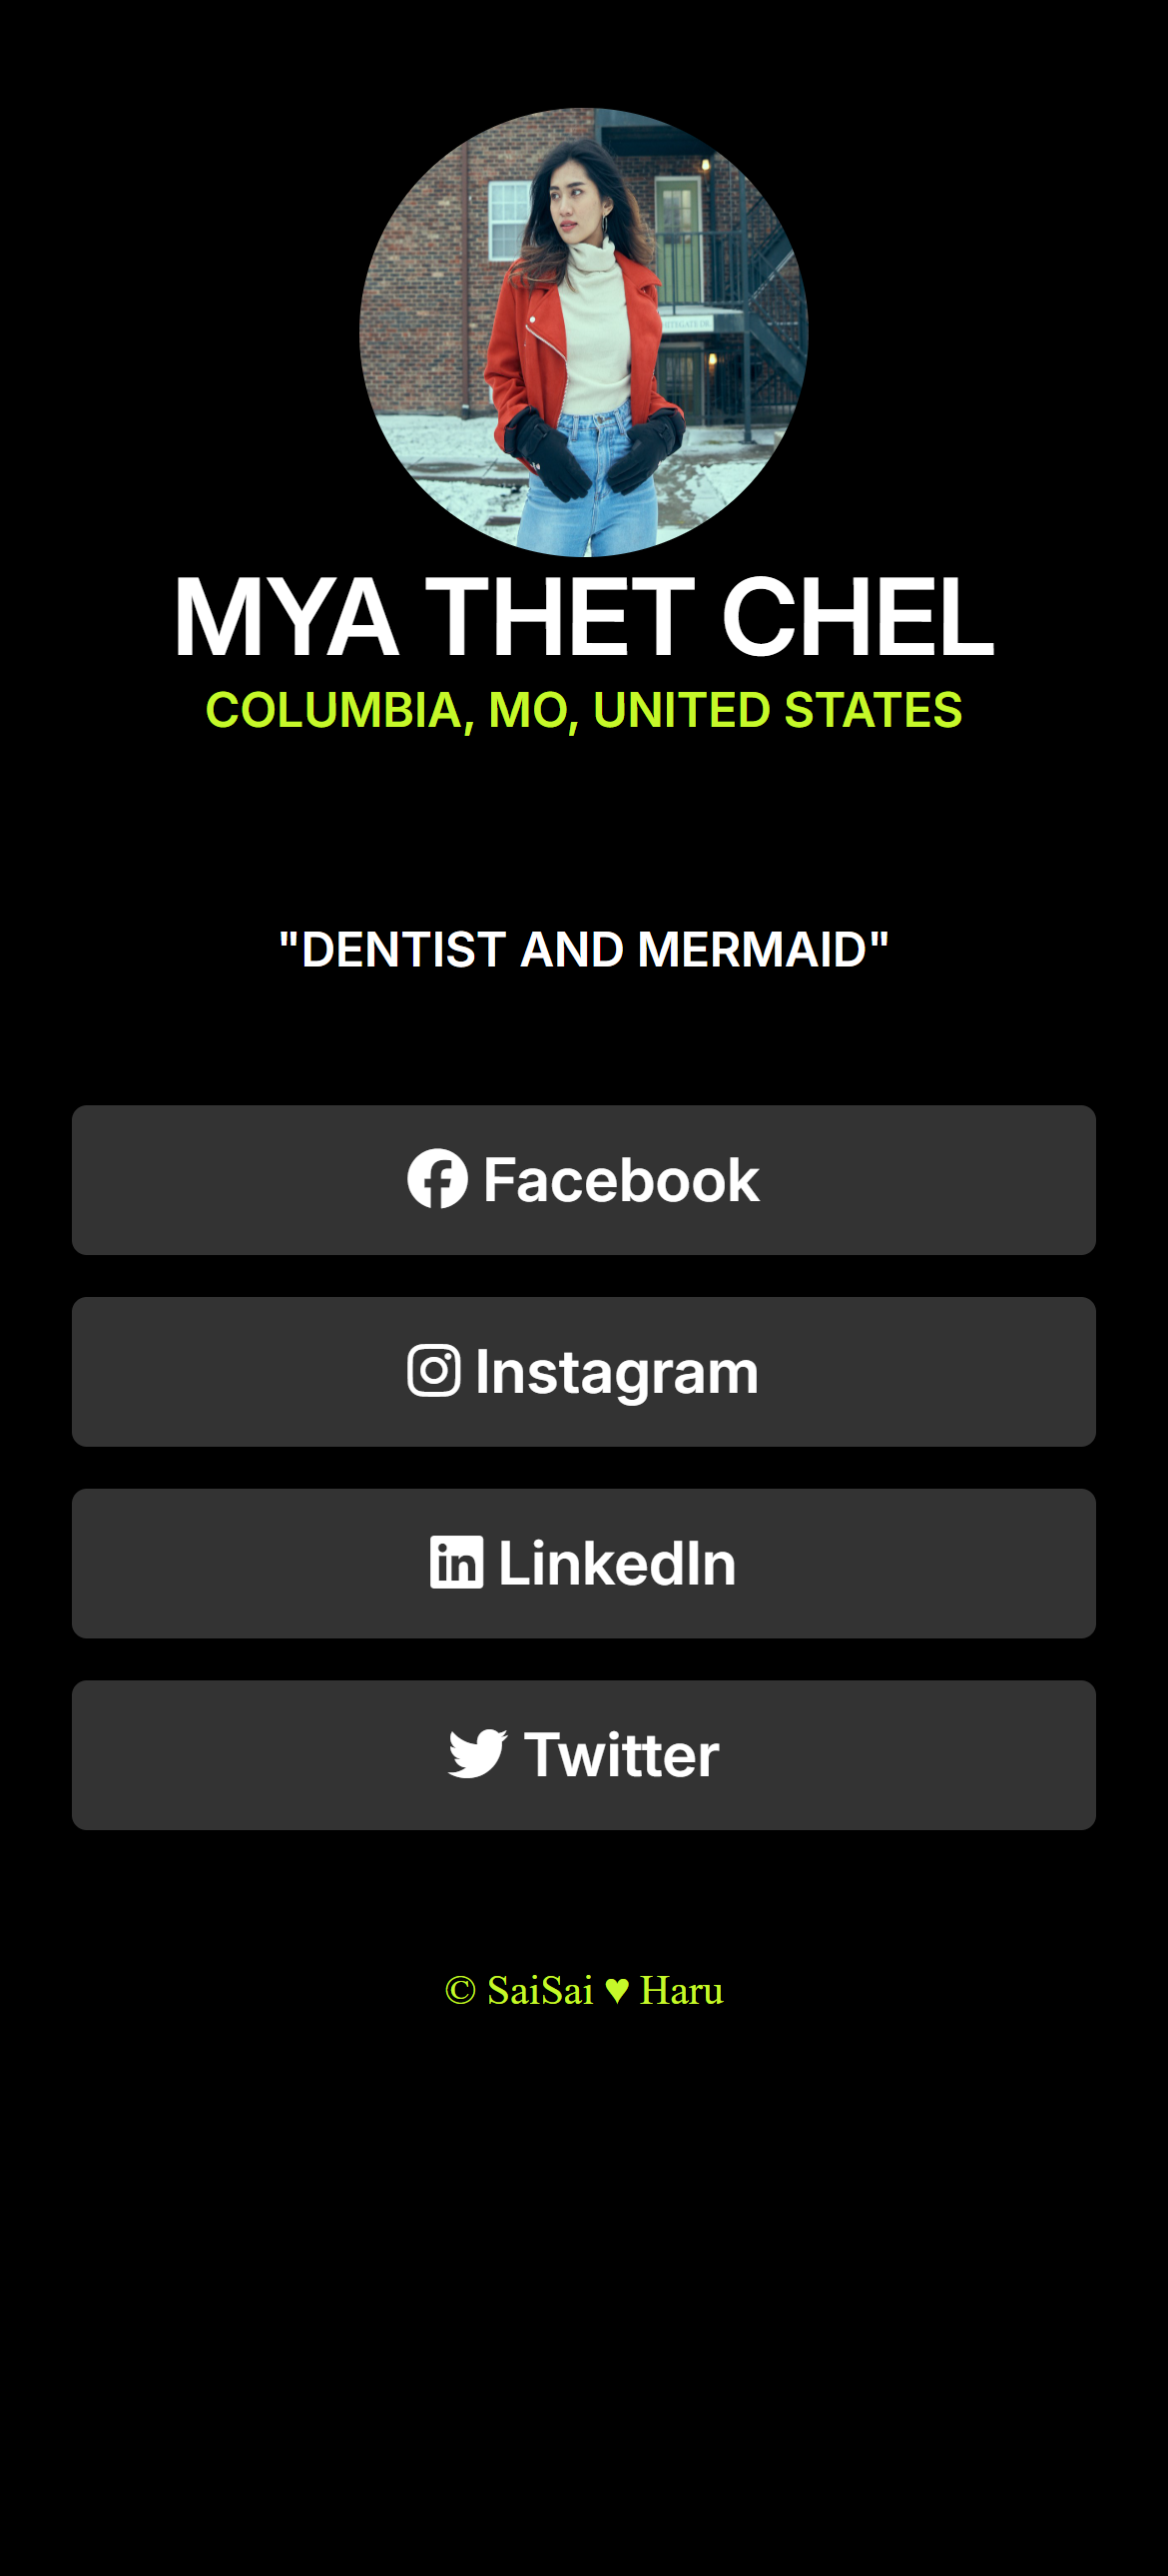 MYA THET CHEL
COLUMBIA, MO, UNITED STATES
"DENTIST AND MERMAID"
Facebook
Instagram
LinkedIn
Twitter
© SaiSai ♥ Haru